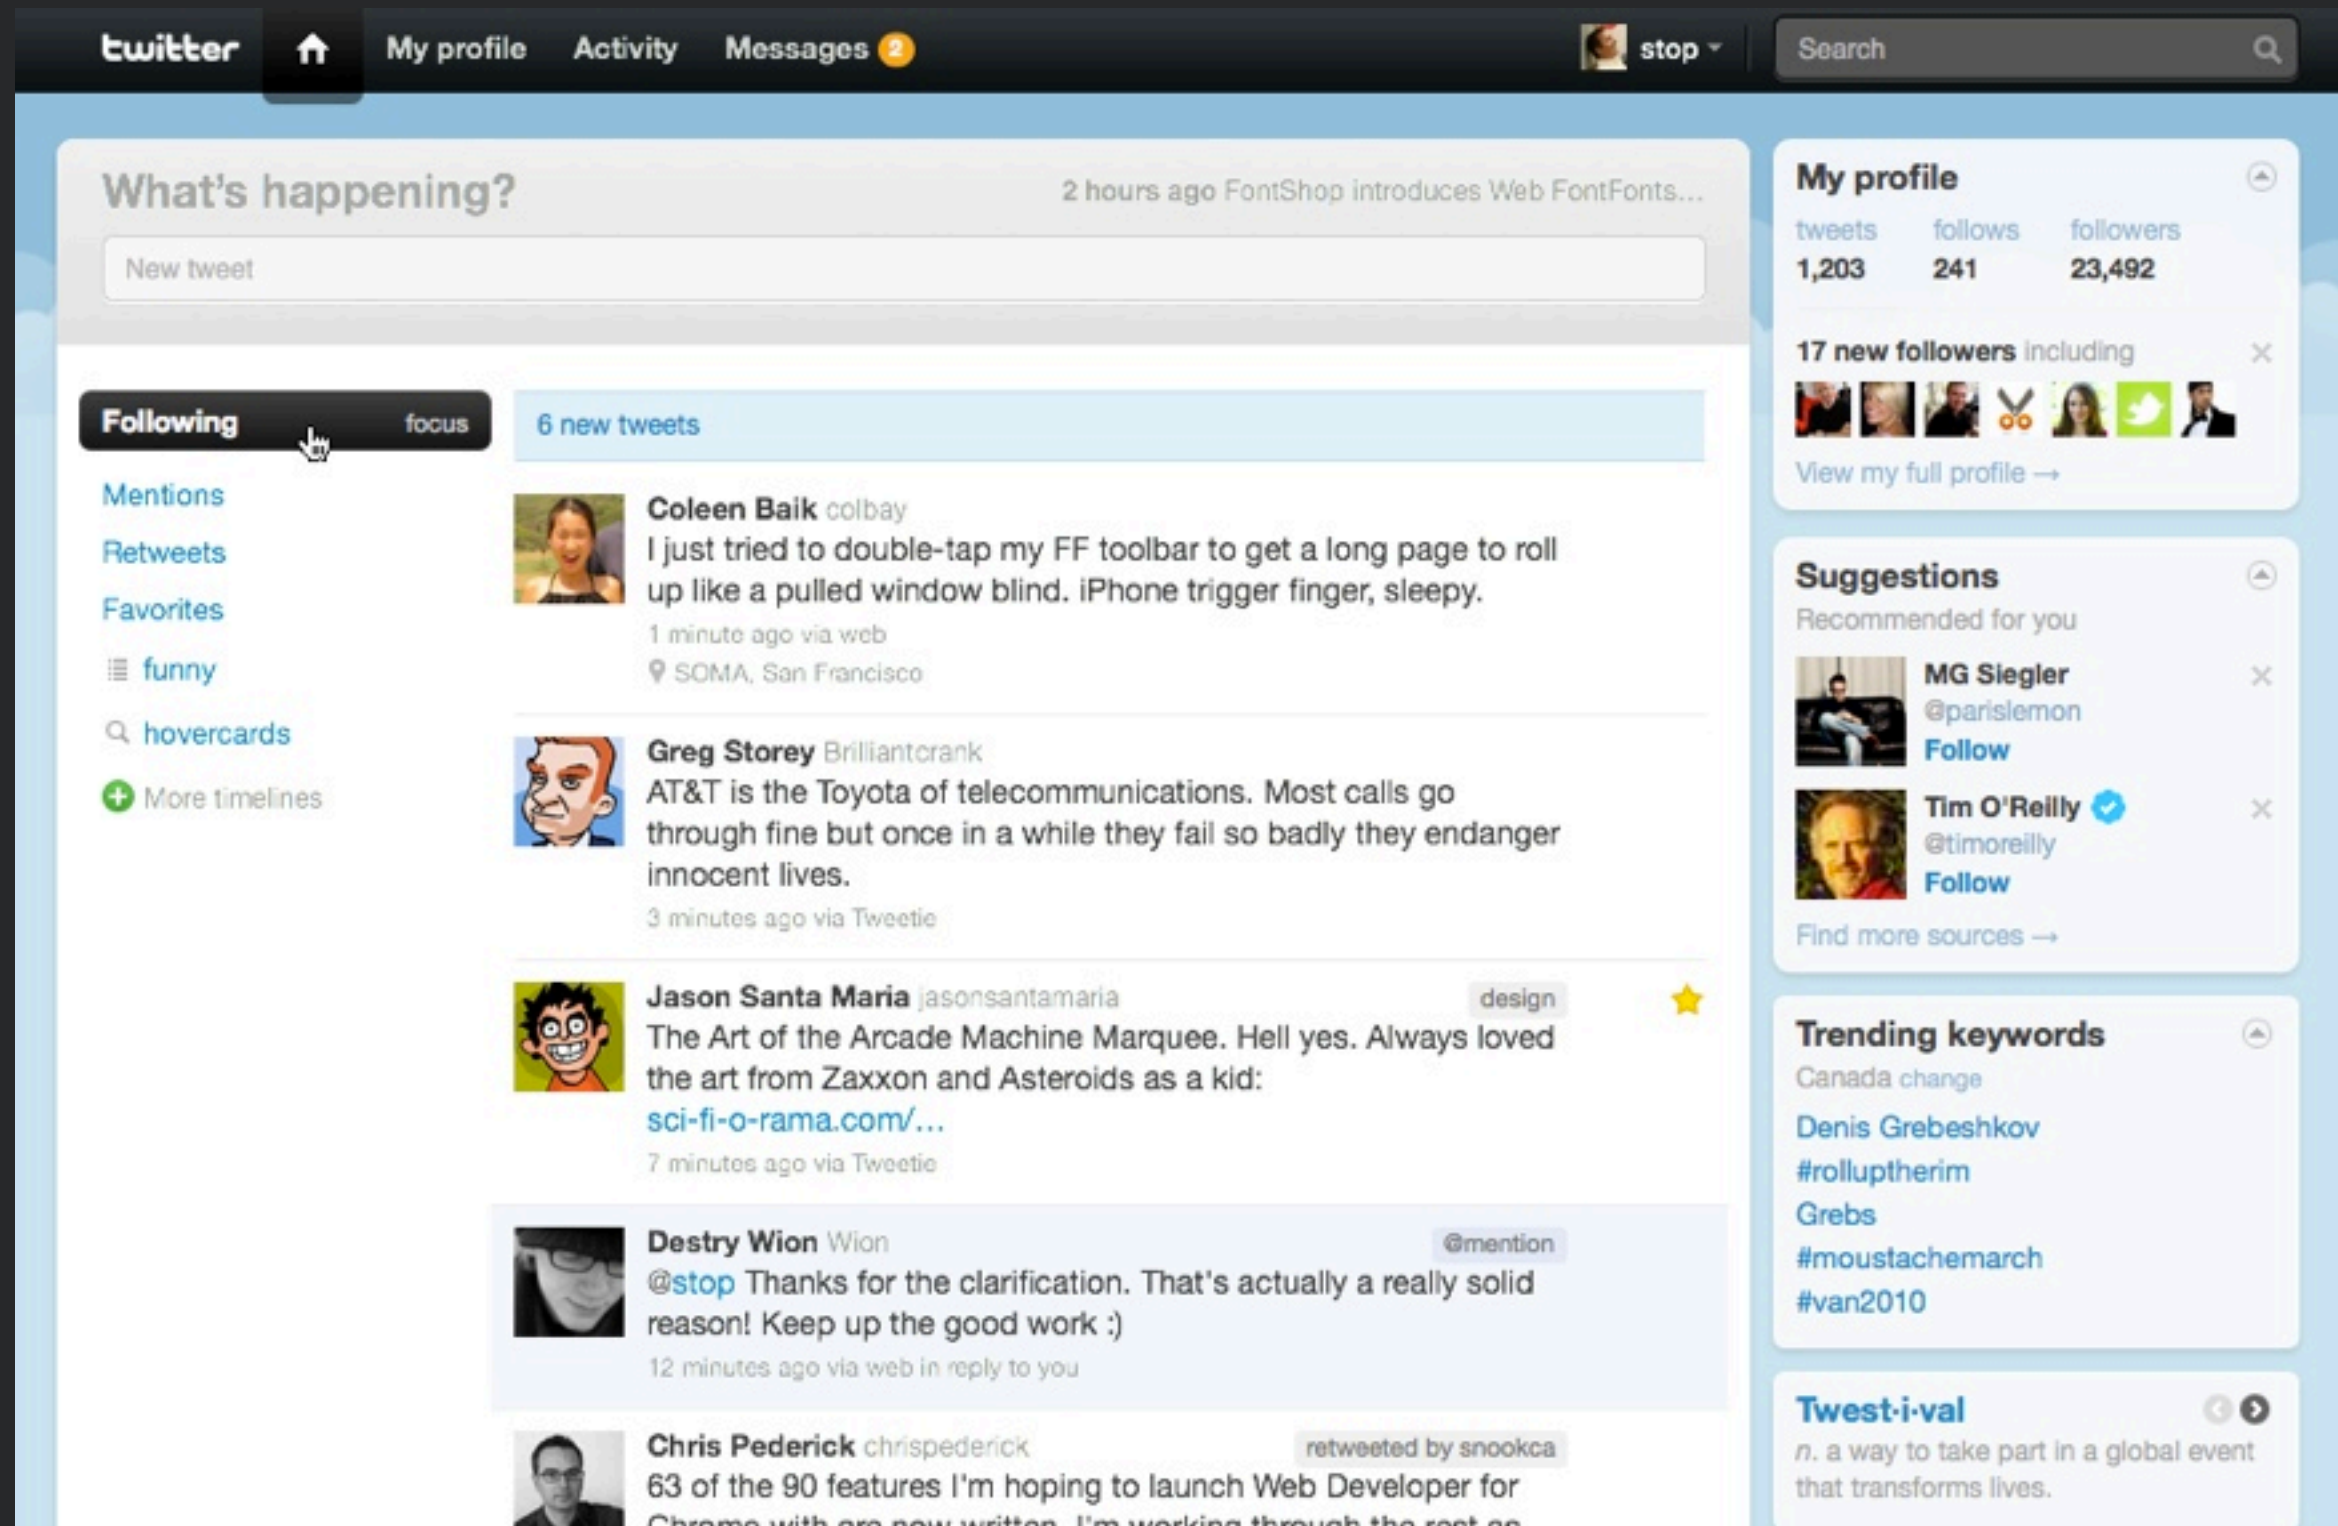 twitter My profile Activity Messages 2 stop Search
What's happening? 2 hours ago FontShop introduces Web FontFonts...
New tweet
Following focus
Mentions
Retweets
Favorites
funny
hovercards
More timelines
6 new tweets
Coleen Baik colbay
I just tried to double-tap my FF toolbar to get a long page to roll
up like a pulled window blind. iPhone trigger finger, sleepy.
1 minute ago via web
SOMA, San Francisco
Greg Storey Brilliantcrank
AT&T is the Toyota of telecommunications. Most calls go
through fine but once in a while they fail so badly they endanger
innocent lives.
3 minutes ago via Tweetie
Jason Santa Maria jasonsantamaria design
The Art of the Arcade Machine Marquee. Hell yes. Always loved
the art from Zaxxon and Asteroids as a kid:
sci-fi-o-rama.com/...
7 minutes ago via Tweetie
Destry Wion Wion @mention
@stop Thanks for the clarification. That's actually a really solid
reason! Keep up the good work :)
12 minutes ago via web in reply to you
Chris Pederick chrispederick retweeted by snookca
63 of the 90 features I'm hoping to launch Web Developer for
Chrome with are now written. I'm working through the rest as
My profile
tweets follows followers
1,203 241 23,492
17 new followers including
View my full profile →
Suggestions
Recommended for you
MG Siegler
@parislemon
Follow
Tim O'Reilly
@timoreilly
Follow
Find more sources →
Trending keywords
Canada change
Denis Grebeshkov
#rolluptherim
Grebs
#moustachemarch
#van2010
Twest·i·val
n. a way to take part in a global event
that transforms lives.